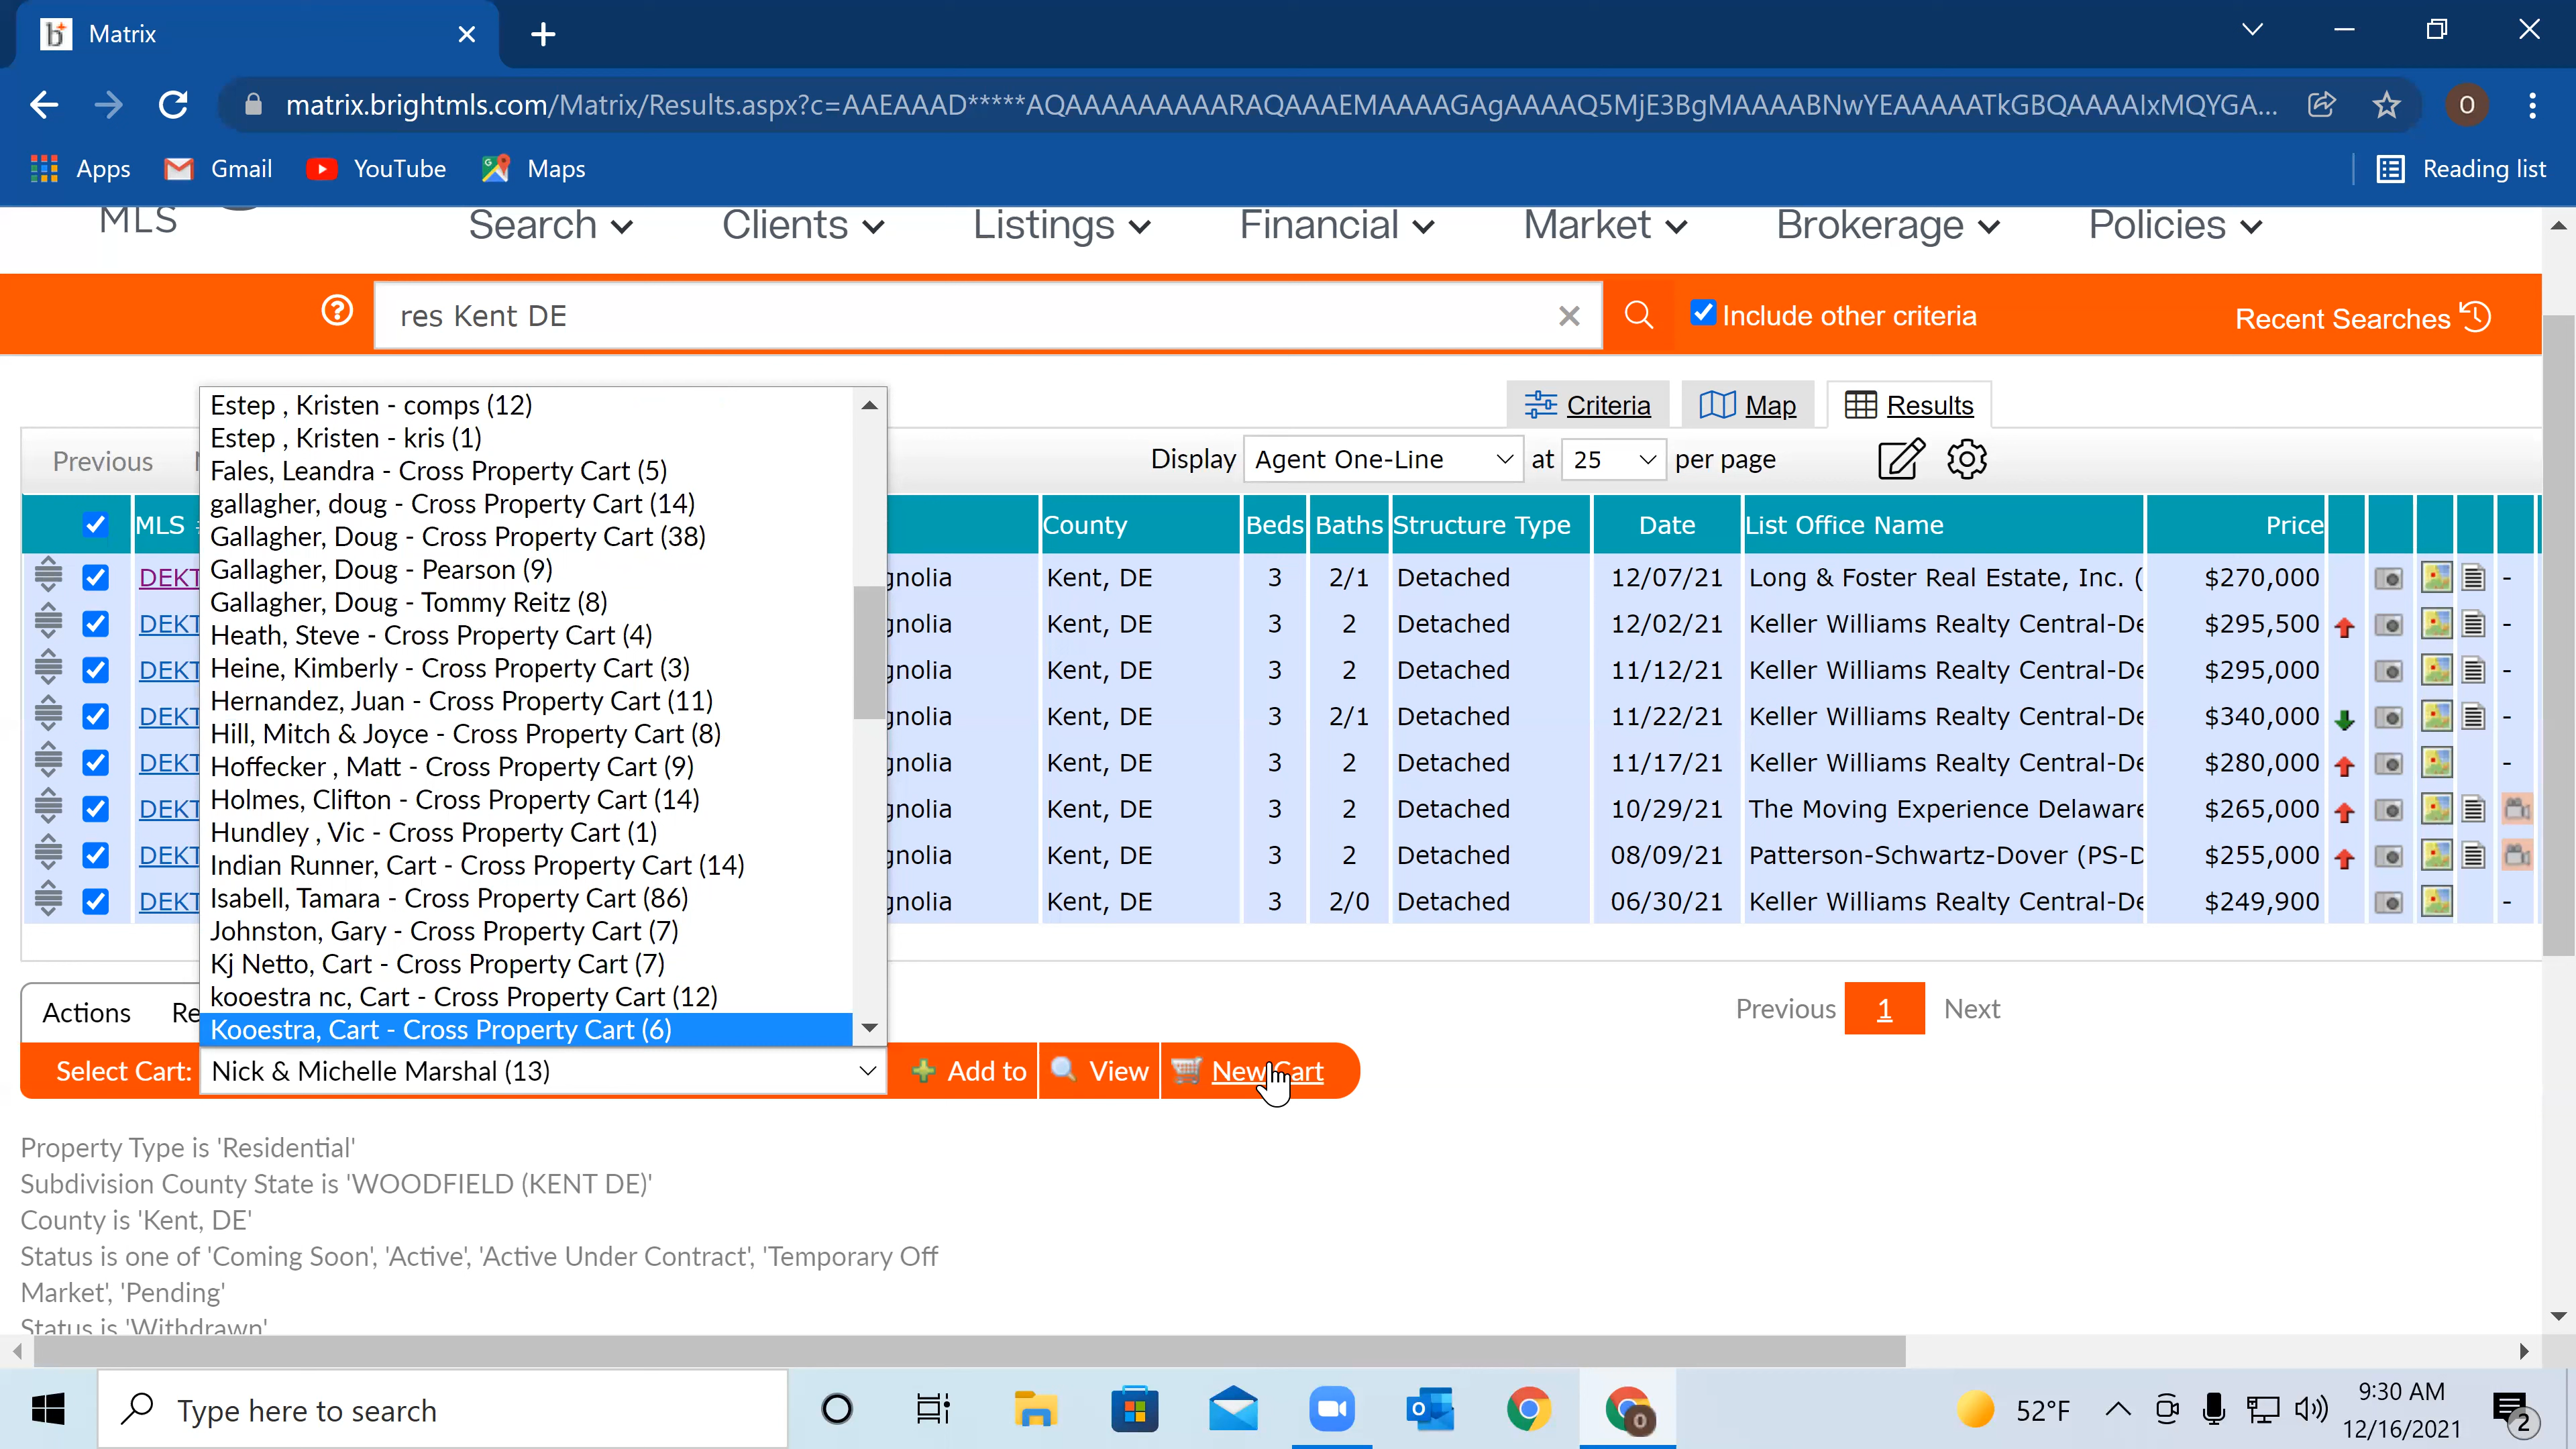 Matrix
matrix.brightmls.com/Matrix/Results.aspx?c=AAEAAAD*****AQAAAAAAAAARAQAAAEMAAAAGAgAAAAQ5MjE3BgMAAAABNwYEAAAAATkGBQAAAAIxMQYGA...
O
Apps Gmail YouTube Maps Reading list
MLS Search Clients Listings Financial Market Brokerage Policies
? res Kent DE Include other criteria Recent Searches
Criteria Map Results
Previous Display Agent One-Line at 25 per page
MLS County Beds Baths Structure Type Date List Office Name Price
DEKT gnolia Kent, DE 3 2/1 Detached 12/07/21 Long & Foster Real Estate, Inc. ( $270,000 -
DEKT gnolia Kent, DE 3 2 Detached 12/02/21 Keller Williams Realty Central-De $295,500 -
DEKT gnolia Kent, DE 3 2 Detached 11/12/21 Keller Williams Realty Central-De $295,000 -
DEKT gnolia Kent, DE 3 2/1 Detached 11/22/21 Keller Williams Realty Central-De $340,000 -
DEKT gnolia Kent, DE 3 2 Detached 11/17/21 Keller Williams Realty Central-De $280,000 -
DEKT gnolia Kent, DE 3 2 Detached 10/29/21 The Moving Experience Delaware $265,000
DEKT gnolia Kent, DE 3 2 Detached 08/09/21 Patterson-Schwartz-Dover (PS-D $255,000
DEKT gnolia Kent, DE 3 2/0 Detached 06/30/21 Keller Williams Realty Central-De $249,900 -
Estep , Kristen - comps (12)
Estep , Kristen - kris (1)
Fales, Leandra - Cross Property Cart (5)
gallagher, doug - Cross Property Cart (14)
Gallagher, Doug - Cross Property Cart (38)
Gallagher, Doug - Pearson (9)
Gallagher, Doug - Tommy Reitz (8)
Heath, Steve - Cross Property Cart (4)
Heine, Kimberly - Cross Property Cart (3)
Hernandez, Juan - Cross Property Cart (11)
Hill, Mitch & Joyce - Cross Property Cart (8)
Hoffecker , Matt - Cross Property Cart (9)
Holmes, Clifton - Cross Property Cart (14)
Hundley , Vic - Cross Property Cart (1)
Indian Runner, Cart - Cross Property Cart (14)
Isabell, Tamara - Cross Property Cart (86)
Johnston, Gary - Cross Property Cart (7)
Kj Netto, Cart - Cross Property Cart (7)
kooestra nc, Cart - Cross Property Cart (12)
Kooestra, Cart - Cross Property Cart (6)
Actions Re Previous 1 Next
Select Cart: Nick & Michelle Marshal (13) Add to View New Cart
Property Type is 'Residential'
Subdivision County State is 'WOODFIELD (KENT DE)'
County is 'Kent, DE'
Status is one of 'Coming Soon', 'Active', 'Active Under Contract', 'Temporary Off
Market', 'Pending'
Status is 'Withdrawn'
Type here to search 52°F 9:30 AM
12/16/2021
2